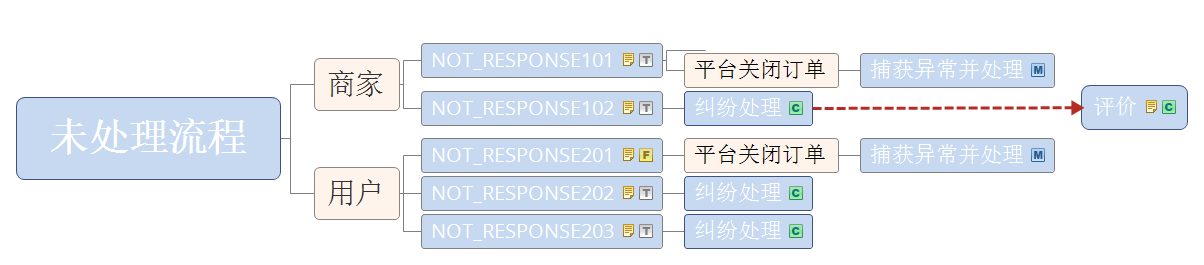 未处理流程
商家
NOT_RESPONSE101 T
平台关闭订单
捕获异常并处理 M
NOT_RESPONSE102 T
纠纷处理 C
评价 C
用户
NOT_RESPONSE201 F
平台关闭订单
捕获异常并处理 M
NOT_RESPONSE202 T
纠纷处理 C
NOT_RESPONSE203 T
纠纷处理 C